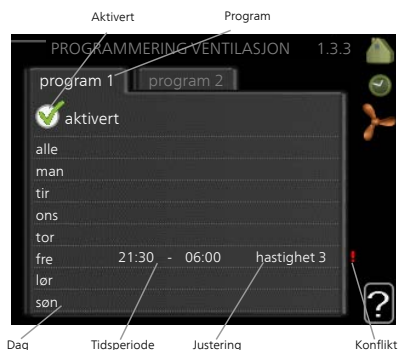 Aktivert Program
PROGRAMMERING VENTILASJON 1.3.3
program 1 program 2
aktivert
alle
man
tir
ons
tor
fre 21:30 - 06:00 hastighet 3 !
lør
søn
?
Dag Tidsperiode Justering Konflikt